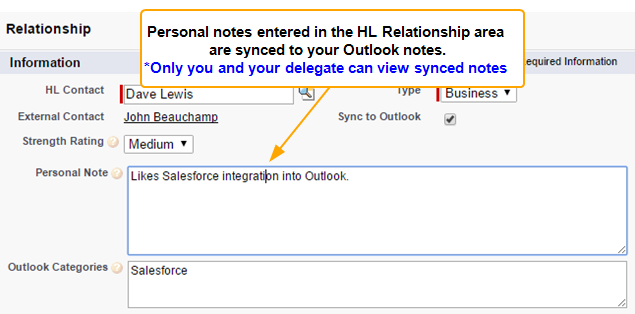 Relationship
Personal notes entered in the HL Relationship area
are synced to your Outlook notes.
*Only you and your delegate can view synced notes
Information
equired Information
HL Contact
Dave Lewis
Type
Business
External Contact
John Beauchamp
Sync to Outlook
Strength Rating
Medium
Personal Note
Likes Salesforce integration into Outlook.
Outlook Categories
Salesforce